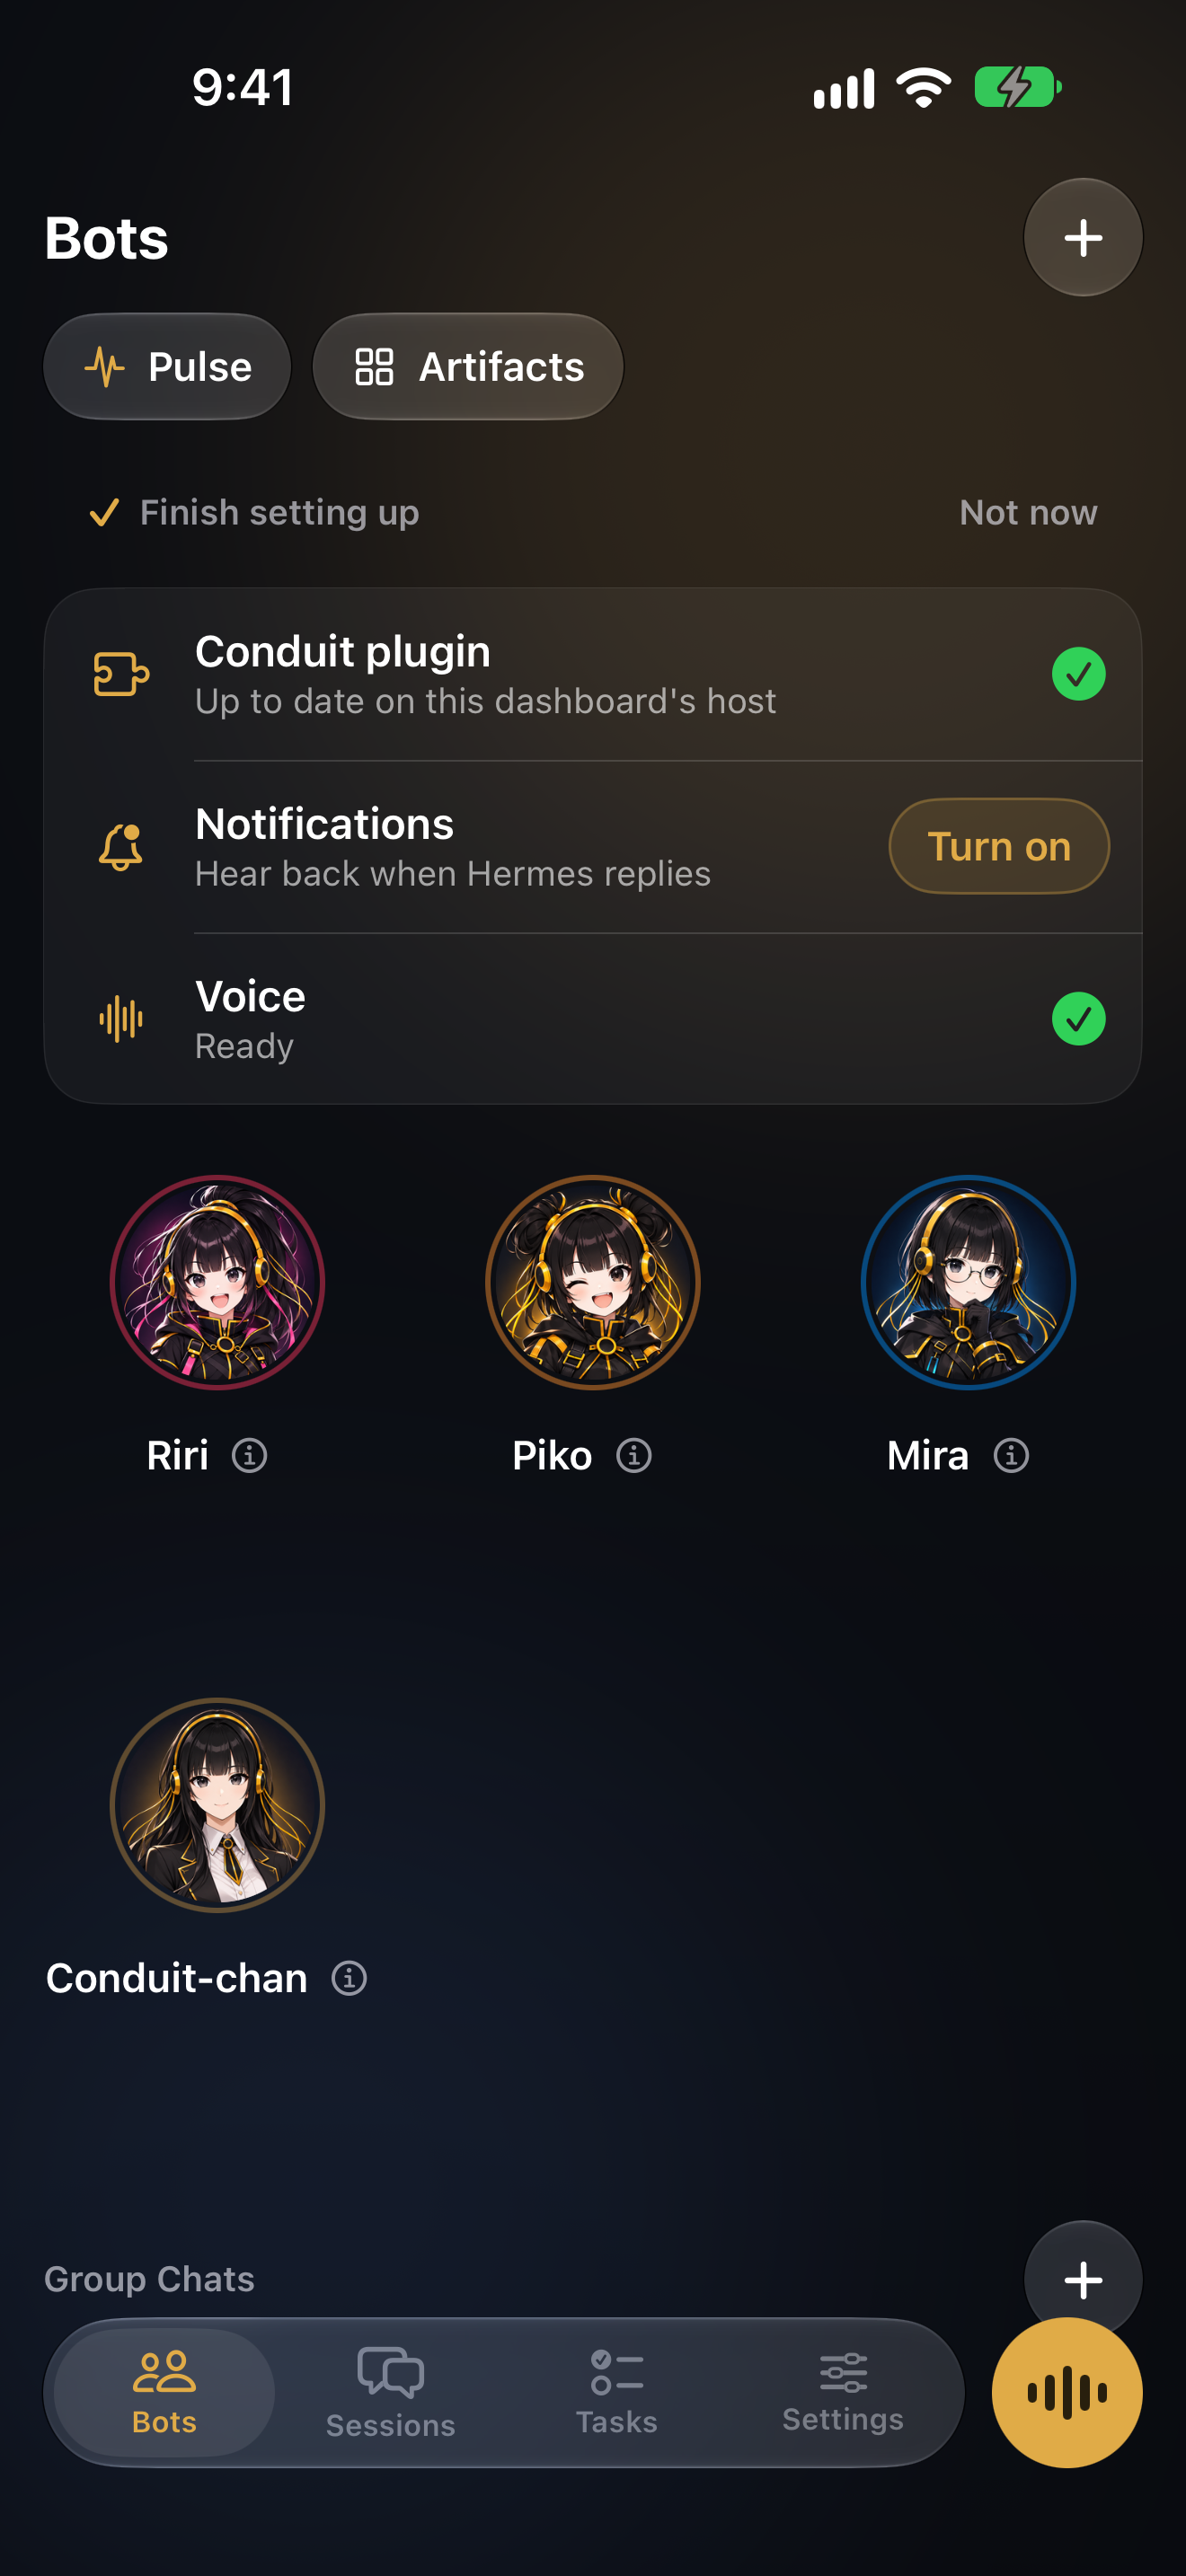 9:41
Bots
Pulse
Artifacts
Finish setting up
Not now
Conduit plugin
Up to date on this dashboard's host
Notifications
Hear back when Hermes replies
Turn on
Voice
Ready
Riri
Piko
Mira
Conduit-chan
Group Chats
Bots
Sessions
Tasks
Settings